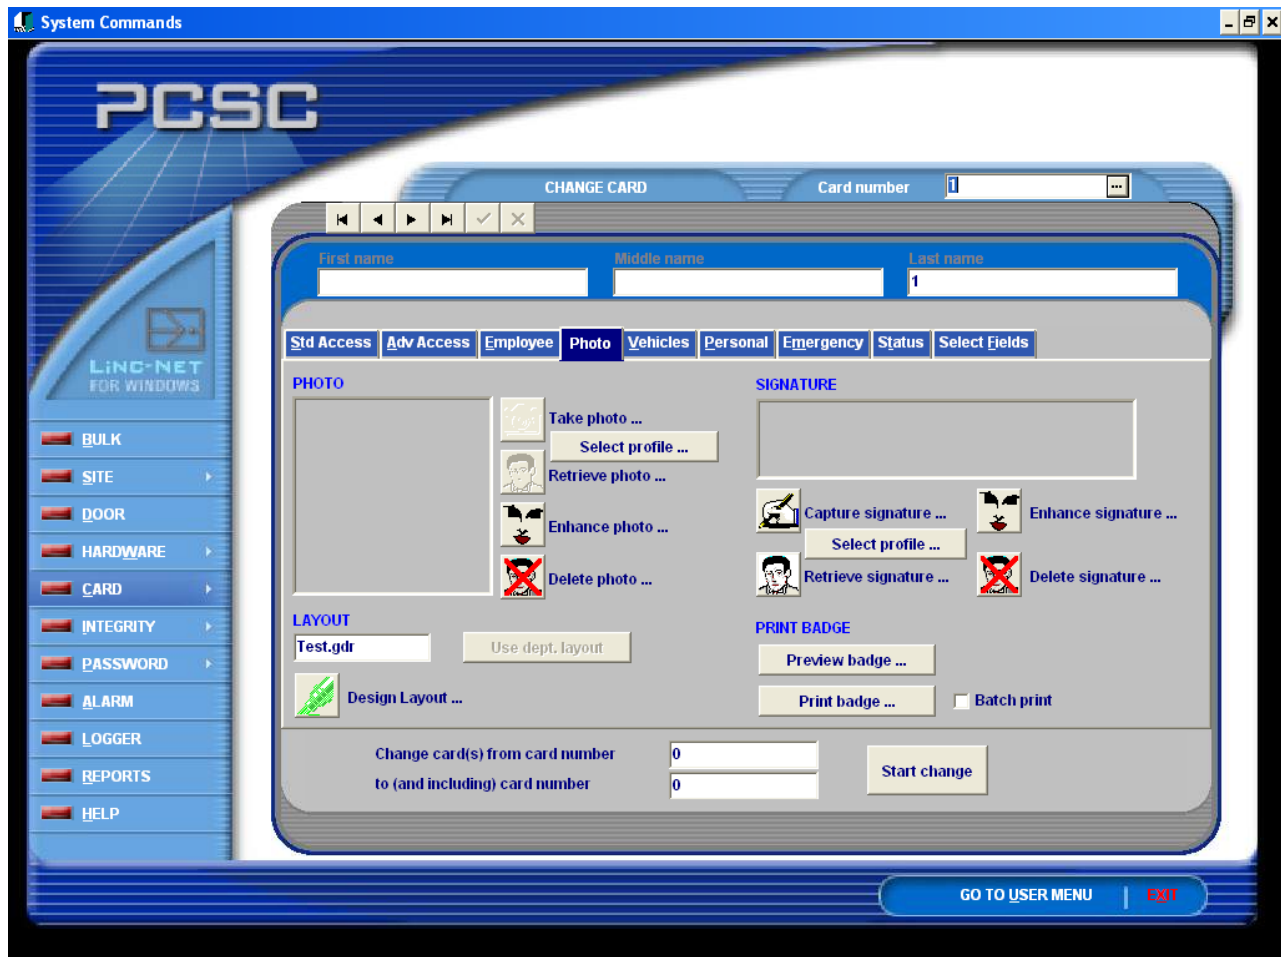 System Commands
PCSC
CHANGE CARD
Card number
1
...
First name
Middle name
Last name
1
Std Access
Adv Access
Employee
Photo
Vehicles
Personal
Emergency
Status
Select Fields
LiNC-NET
FOR WINDOWS
BULK
SITE
DOOR
HARDWARE
CARD
INTEGRITY
PASSWORD
ALARM
LOGGER
REPORTS
HELP
PHOTO
Take photo ...
Select profile ...
Retrieve photo ...
Enhance photo ...
Delete photo ...
SIGNATURE
Capture signature ...
Select profile ...
Retrieve signature ...
Enhance signature ...
Delete signature ...
LAYOUT
Test.gdr
Use dept. layout
Design Layout ...
PRINT BADGE
Preview badge ...
Print badge ...
Batch print
Change card(s) from card number
0
to (and including) card number
0
Start change
GO TO USER MENU
|
EXIT